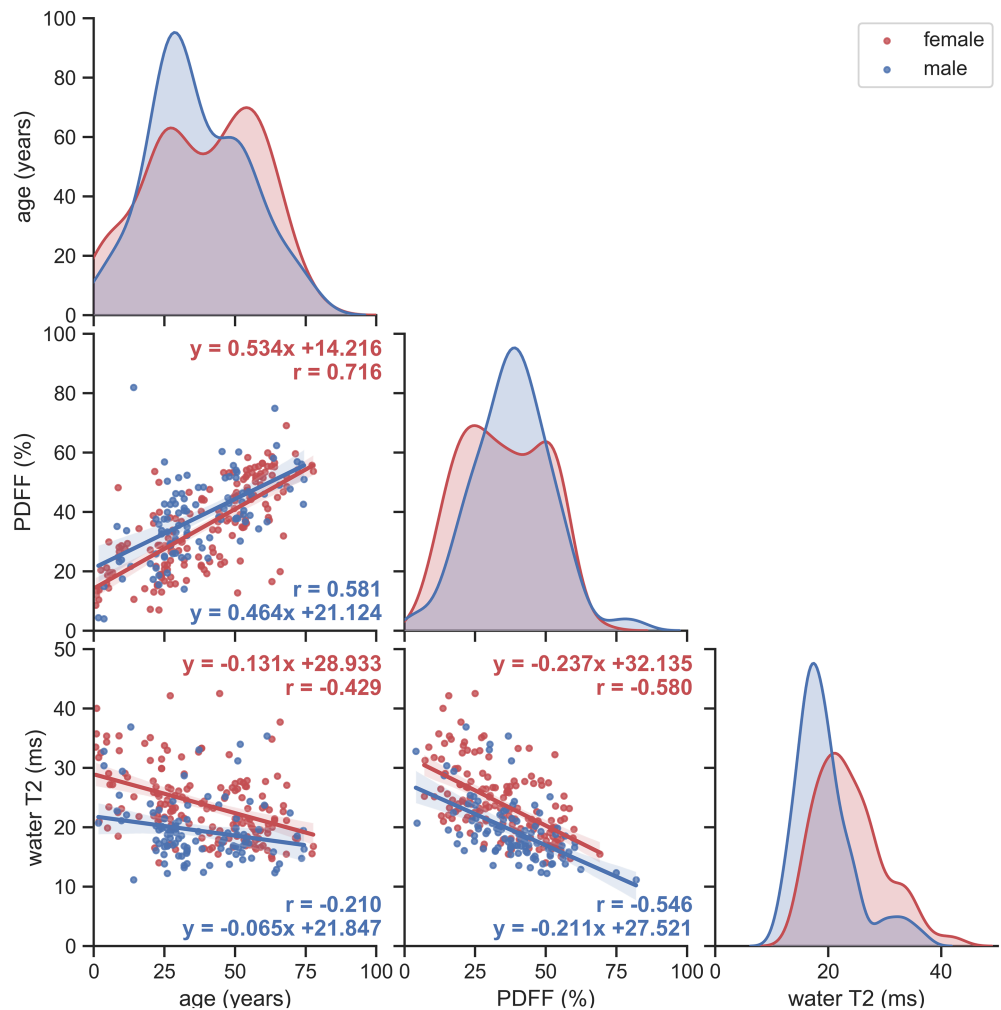 female
male
100
80
60
40
20
0
age (years)
100
80
60
40
20
0
PDFF (%)
y = 0.534x +14.216
r = 0.716
r = 0.581
y = 0.464x +21.124
50
40
30
20
10
0
water T2 (ms)
y = -0.131x +28.933
r = -0.429
r = -0.210
y = -0.065x +21.847
y = -0.237x +32.135
r = -0.580
r = -0.546
y = -0.211x +27.521
0 25 50 75 100
0 25 50 75 100
0 20 40
age (years)
PDFF (%)
water T2 (ms)